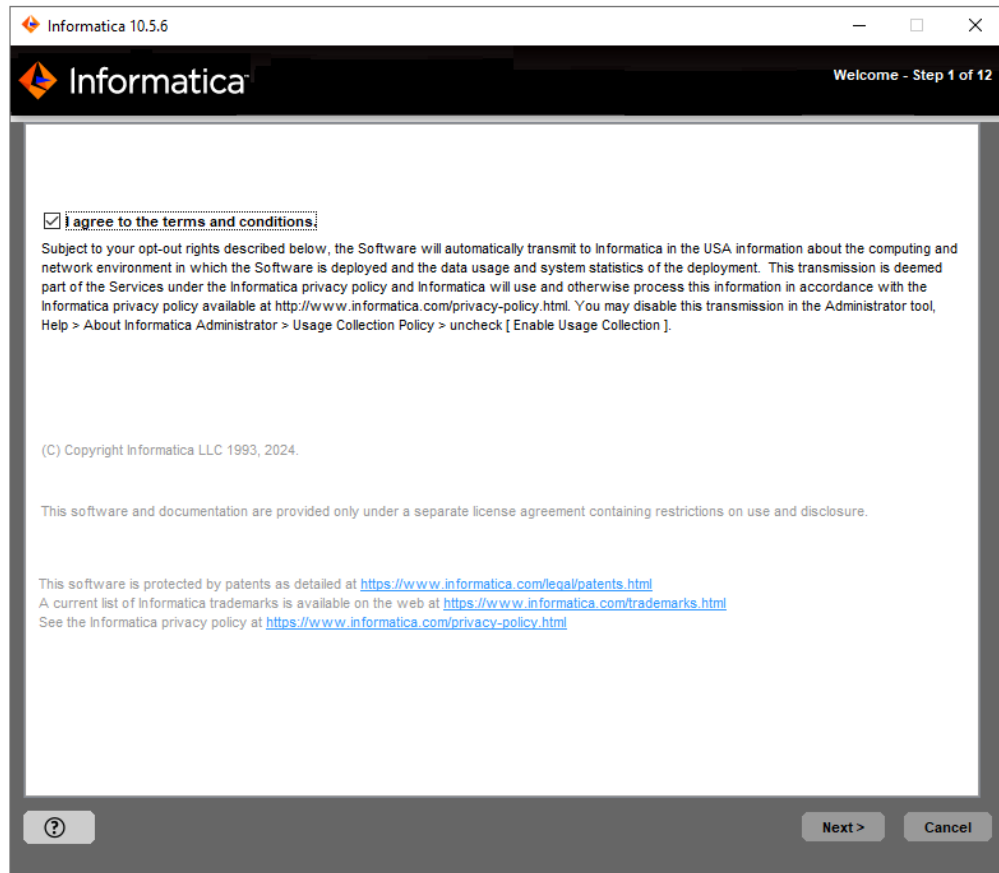 Informatica 10.5.6
Informatica
Welcome - Step 1 of 12
I agree to the terms and conditions.
Subject to your opt-out rights described below, the Software will automatically transmit to Informatica in the USA information about the computing and
network environment in which the Software is deployed and the data usage and system statistics of the deployment.  This transmission is deemed
part of the Services under the Informatica privacy policy and Informatica will use and otherwise process this information in accordance with the
Informatica privacy policy available at http://www.informatica.com/privacy-policy.html. You may disable this transmission in the Administrator tool,
Help > About Informatica Administrator > Usage Collection Policy > uncheck [ Enable Usage Collection ].
(C) Copyright Informatica LLC 1993, 2024.
This software and documentation are provided only under a separate license agreement containing restrictions on use and disclosure.
This software is protected by patents as detailed at https://www.informatica.com/legal/patents.html
A current list of Informatica trademarks is available on the web at https://www.informatica.com/trademarks.html
See the Informatica privacy policy at https://www.informatica.com/privacy-policy.html
?
Next >
Cancel